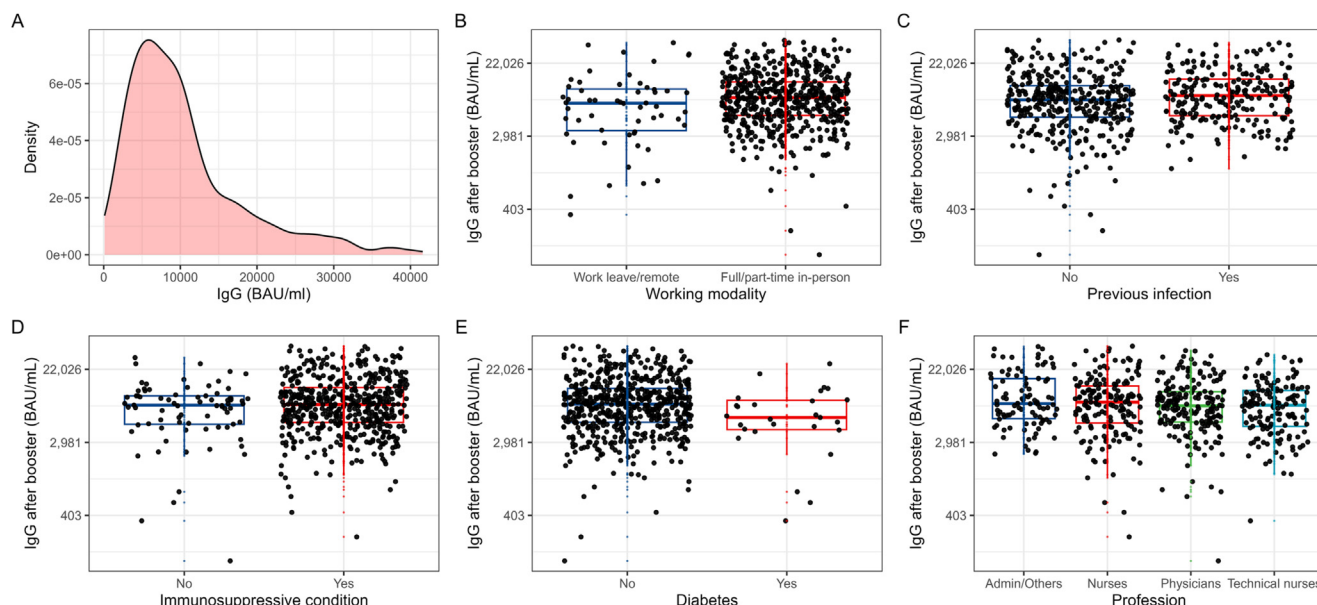 A
Density
6e-05
4e-05
2e-05
0e+00
0
10000
20000
30000
40000
IgG (BAU/ml)
B
IgG after booster (BAU/mL)
22,026
2,981
403
Work leave/remote
Full/part-time in-person
Working modality
C
IgG after booster (BAU/mL)
22,026
2,981
403
No
Yes
Previous infection
D
IgG after booster (BAU/mL)
22,026
2,981
403
No
Yes
Immunosuppressive condition
E
IgG after booster (BAU/mL)
22,026
2,981
403
No
Yes
Diabetes
F
IgG after booster (BAU/mL)
22,026
2,981
403
Admin/Others
Nurses
Physicians
Technical nurses
Profession